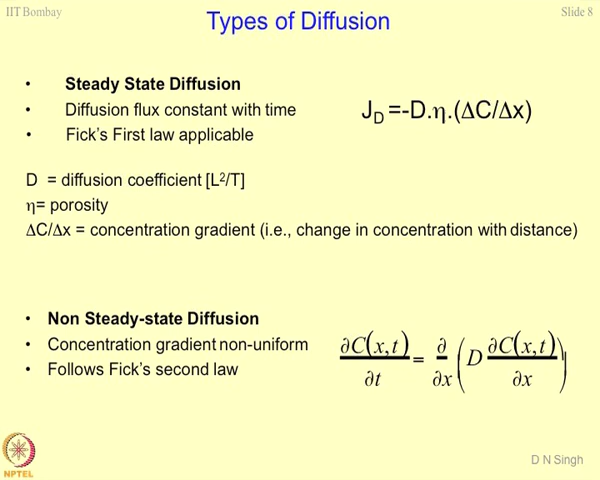 IIT Bombay
Slide 8
Types of Diffusion
• Steady State Diffusion
• Diffusion flux constant with time
• Fick's First law applicable
J_D =-D.η.(ΔC/Δx)
D = diffusion coefficient [L²/T]
η= porosity
ΔC/Δx = concentration gradient (i.e., change in concentration with distance)
• Non Steady-state Diffusion
• Concentration gradient non-uniform
• Follows Fick's second law
∂C(x,t)/∂t = ∂/∂x (D ∂C(x,t)/∂x)
NPTEL
D N Singh